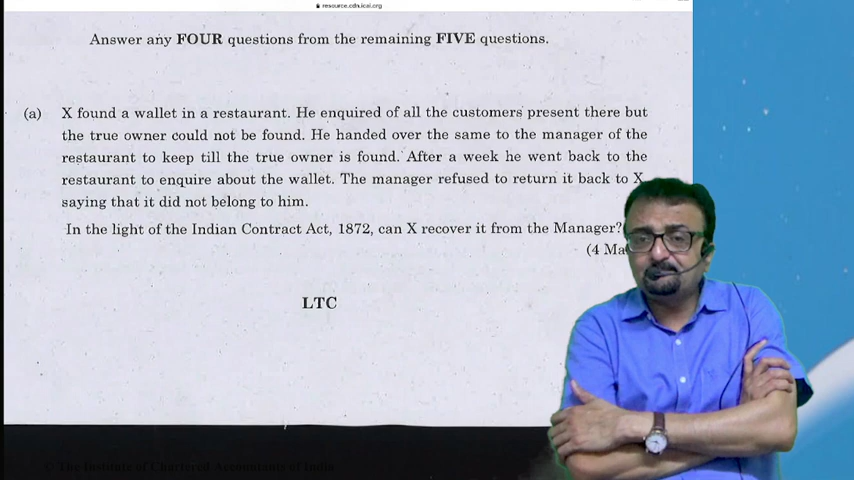 resource.cdn.icai.org
Answer any FOUR questions from the remaining FIVE questions.
(a) X found a wallet in a restaurant. He enquired of all the customers present there but
the true owner could not be found. He handed over the same to the manager of the
restaurant to keep till the true owner is found. After a week he went back to the
restaurant to enquire about the wallet. The manager refused to return it back to X
saying that it did not belong to him.
In the light of the Indian Contract Act, 1872, can X recover it from the Manager?
(4 Ma
LTC
© The Institute of Chartered Accountants of India